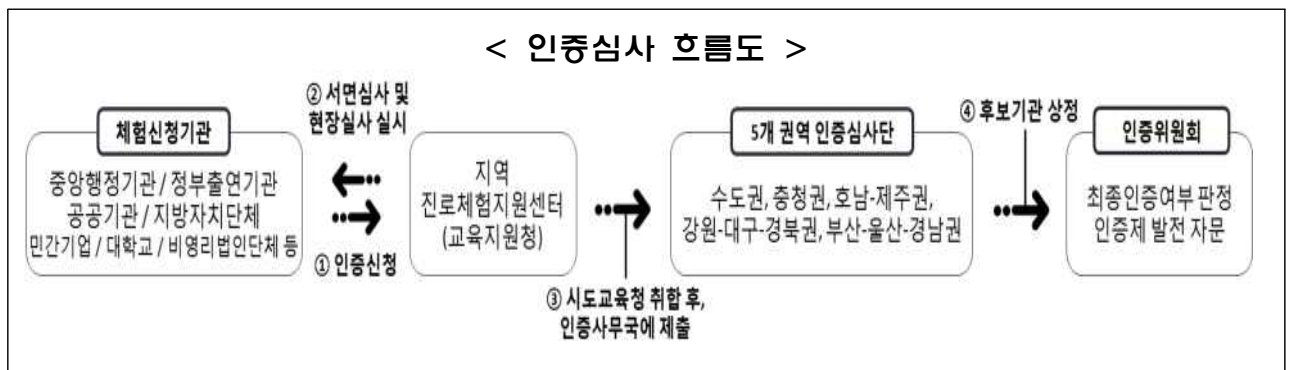 < 인증심사 흐름도 >
체험신청기관
중앙행정기관 / 정부출연기관
공공기관 / 지방자치단체
민간기업 / 대학교 / 비영리법인단체 등
② 서면심사 및
현장실사 실시
① 인증신청
지역
진로체험지원센터
(교육지원청)
③ 시도교육청 취합 후,
인증사무국에 제출
5개 권역 인증심사단
수도권, 충청권, 호남-제주권,
강원-대구-경북권, 부산-울산-경남권
④ 후보기관 상정
인증위원회
최종인증여부 판정
인증제 발전 자문